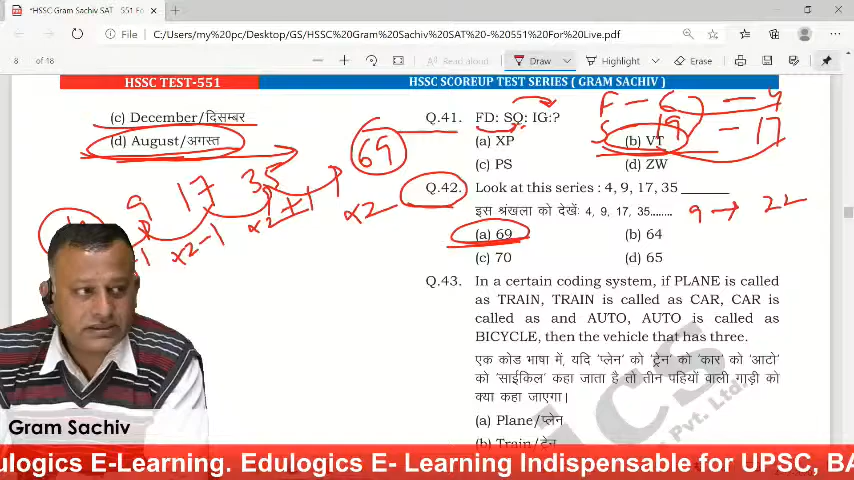 *HSSC Gram Sachiv SAT - 551 Fo
File C:/Users/my%20pc/Desktop/GS/HSSC%20Gram%20Sachiv%20SAT%20-%20551%20For%20Live.pdf
8 of 18
Read aloud
Draw
Highlight
Erase
HSSC TEST-551
HSSC SCOREUP TEST SERIES ( GRAM SACHIV)
(c) December/दिसम्बर
(d) August/अगस्त
Q.41. FD: SQ: IG:?
(a) XP (b) VT
(c) PS (d) ZW
F - 6 - 4
19 - 17
Q.42. Look at this series : 4, 9, 17, 35
इस श्रंखला को देखें: 4, 9, 17, 35........
(a) 69 (b) 64
(c) 70 (d) 65
9 → 22
69
9 17 35
x2-1 x2+1 x2
Q.43. In a certain coding system, if PLANE is called
as TRAIN, TRAIN is called as CAR, CAR is
called as and AUTO, AUTO is called as
BICYCLE, then the vehicle that has three.
एक कोड भाषा में, यदि 'प्लेन' को 'ट्रेन' को 'कार' को 'आटो'
को 'साईकिल' कहा जाता है तो तीन पहियों वाली गाड़ी को
क्या कहा जाएगा।
(a) Plane/प्लेन
(b) Train/ट्रेन
Pvt. Ltd.
Gram Sachiv
ulogics E-Learning. Edulogics E- Learning Indispensable for UPSC, BA